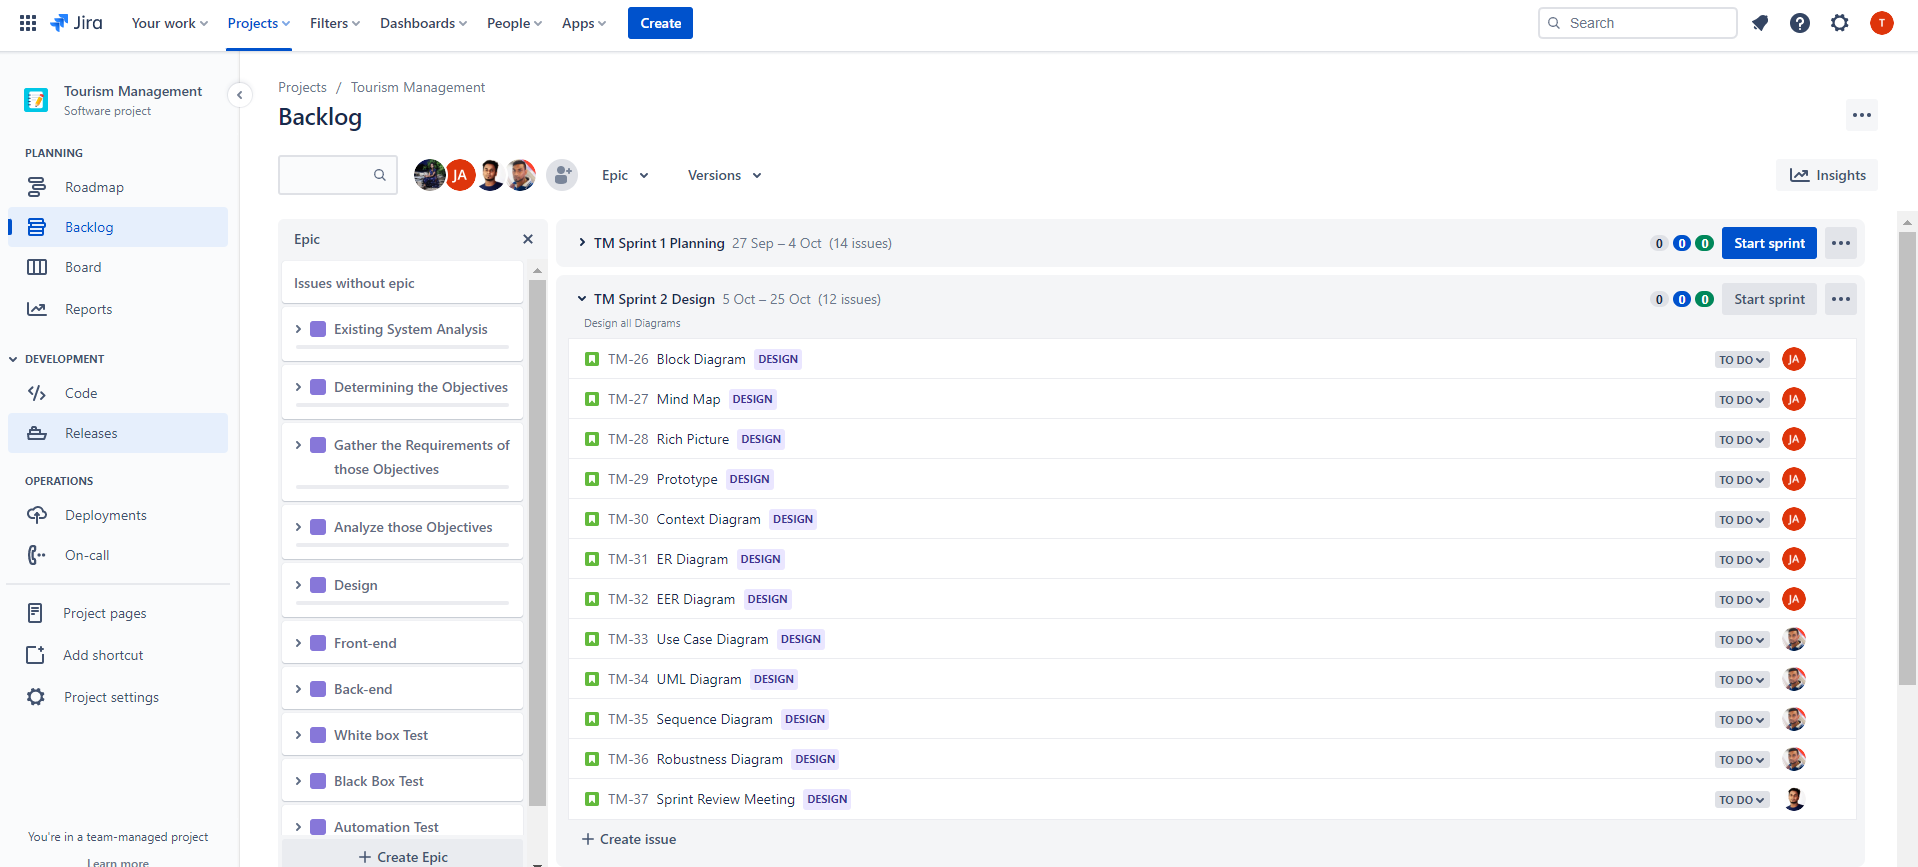 Jira
Your work
Projects
Filters
Dashboards
People
Apps
Create
Search
T
Tourism Management
Software project
PLANNING
Roadmap
Backlog
Board
Reports
DEVELOPMENT
Code
Releases
OPERATIONS
Deployments
On-call
Project pages
Add shortcut
Project settings
You're in a team-managed project
Learn more
Projects / Tourism Management
Backlog
JA
Epic
Versions
Insights
Epic
Issues without epic
Existing System Analysis
Determining the Objectives
Gather the Requirements of
those Objectives
Analyze those Objectives
Design
Front-end
Back-end
White box Test
Black Box Test
Automation Test
+ Create Epic
TM Sprint 1 Planning 27 Sep – 4 Oct (14 issues) 0 0 0 Start sprint
TM Sprint 2 Design 5 Oct – 25 Oct (12 issues) 0 0 0 Start sprint
Design all Diagrams
TM-26 Block Diagram DESIGN TO DO JA
TM-27 Mind Map DESIGN TO DO JA
TM-28 Rich Picture DESIGN TO DO JA
TM-29 Prototype DESIGN TO DO JA
TM-30 Context Diagram DESIGN TO DO JA
TM-31 ER Diagram DESIGN TO DO JA
TM-32 EER Diagram DESIGN TO DO JA
TM-33 Use Case Diagram DESIGN TO DO
TM-34 UML Diagram DESIGN TO DO
TM-35 Sequence Diagram DESIGN TO DO
TM-36 Robustness Diagram DESIGN TO DO
TM-37 Sprint Review Meeting DESIGN TO DO
+ Create issue